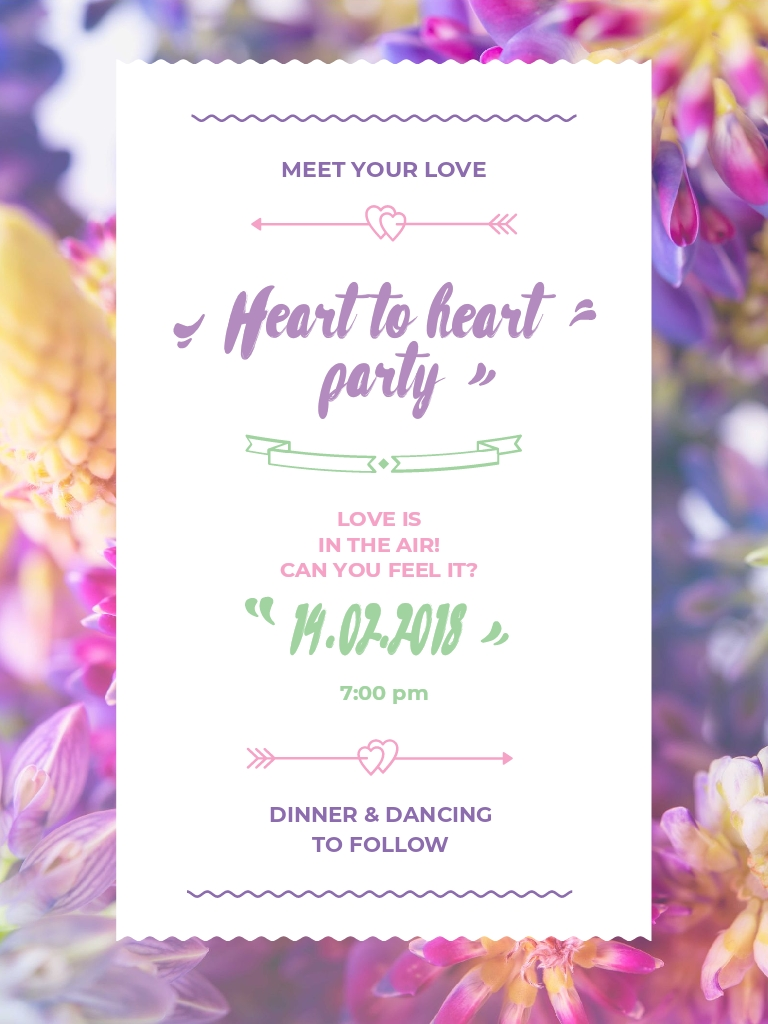 MEET YOUR LOVE
Heart to heart
party
LOVE IS
IN THE AIR!
CAN YOU FEEL IT?
14.02.2018
7:00 pm
DINNER & DANCING
TO FOLLOW